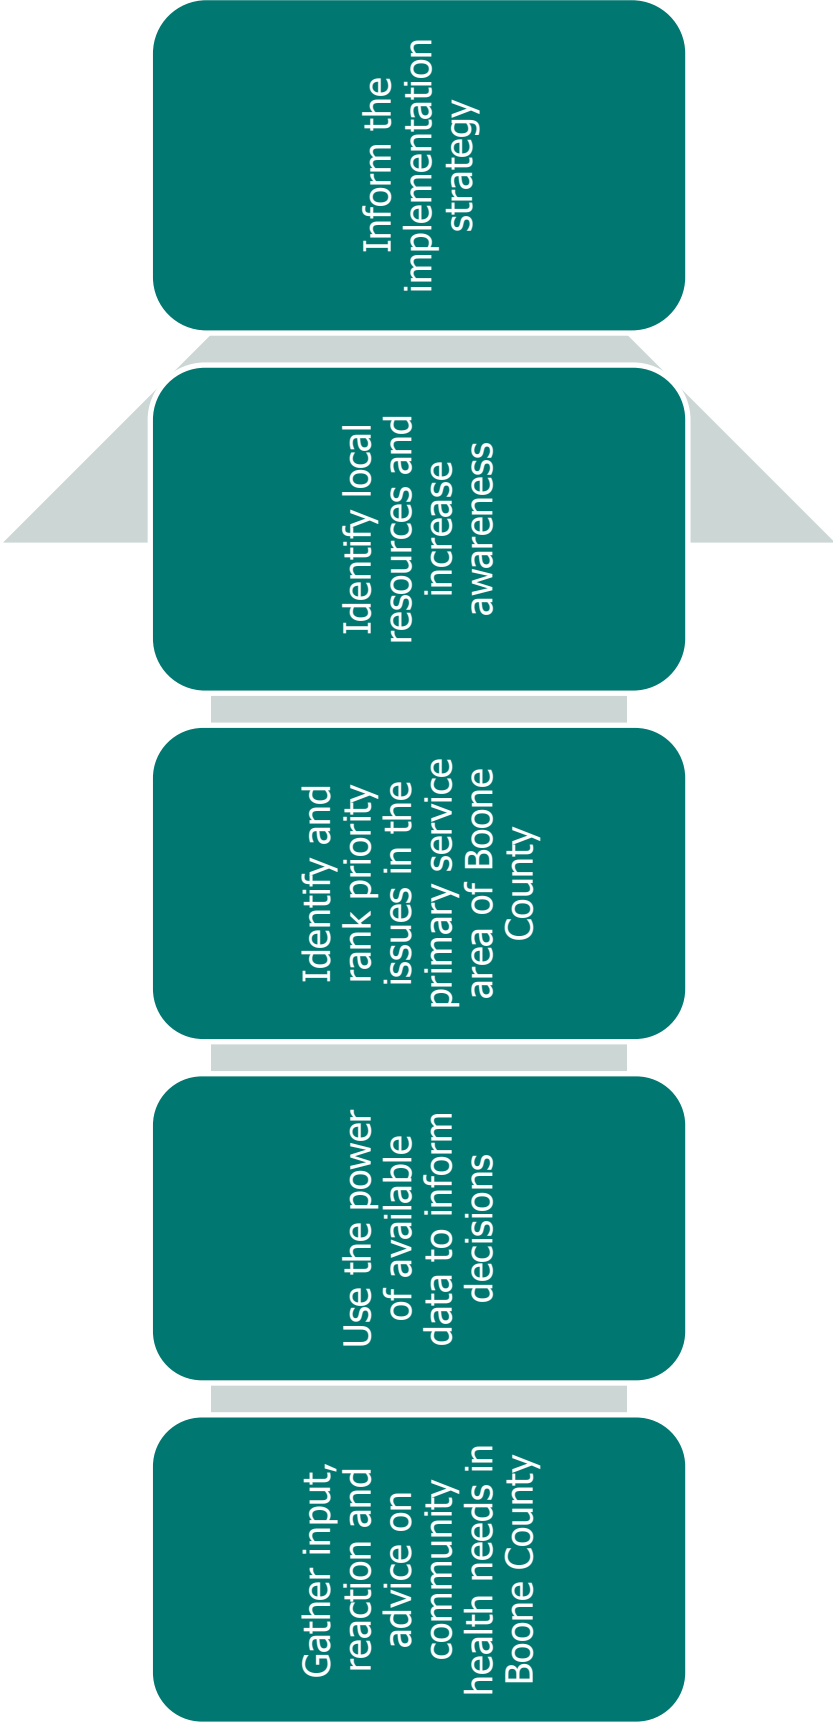 Gather input,
reaction and
advice on
community
health needs in
Boone County
Use the power
of available
data to inform
decisions
Identify and
rank priority
issues in the
primary service
area of Boone
County
Identify local
resources and
increase
awareness
Inform the
implementation
strategy